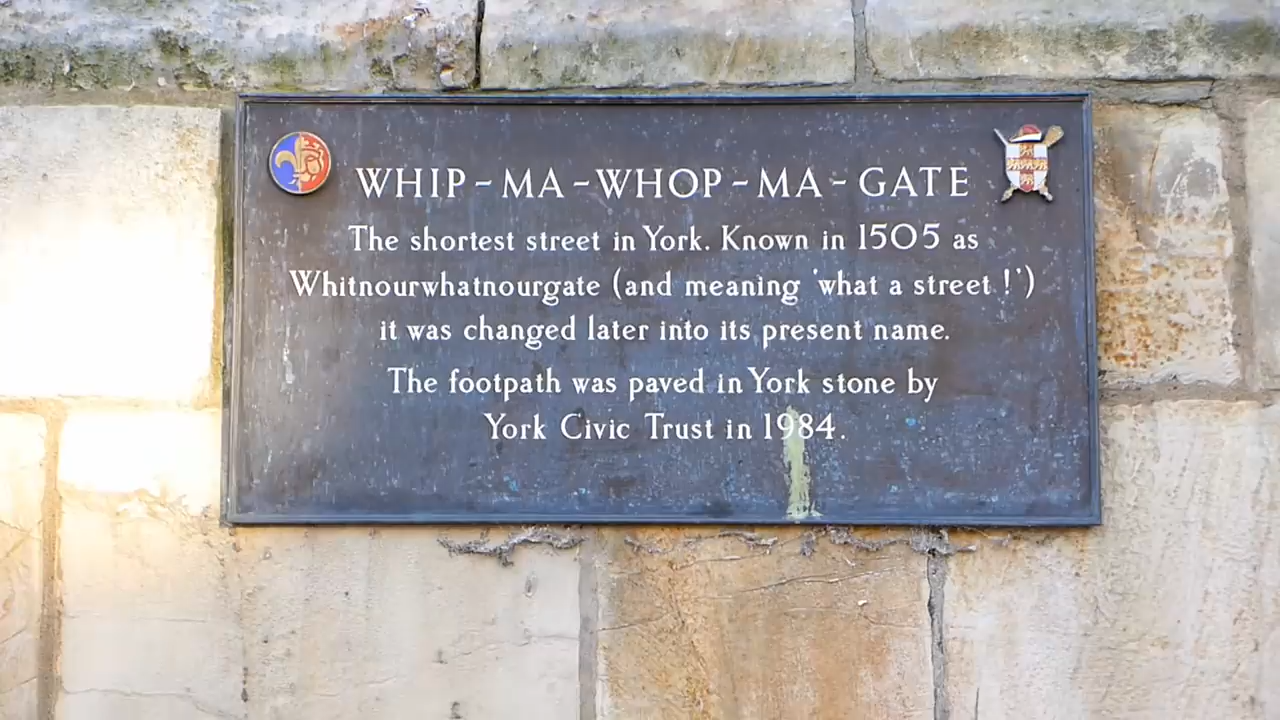 WHIP-MA-WHOP-MA-GATE
The shortest street in York. Known in 1505 as
Whitnourwhatnourgate (and meaning 'what a street !')
it was changed later into its present name.
The footpath was paved in York stone by
York Civic Trust in 1984.